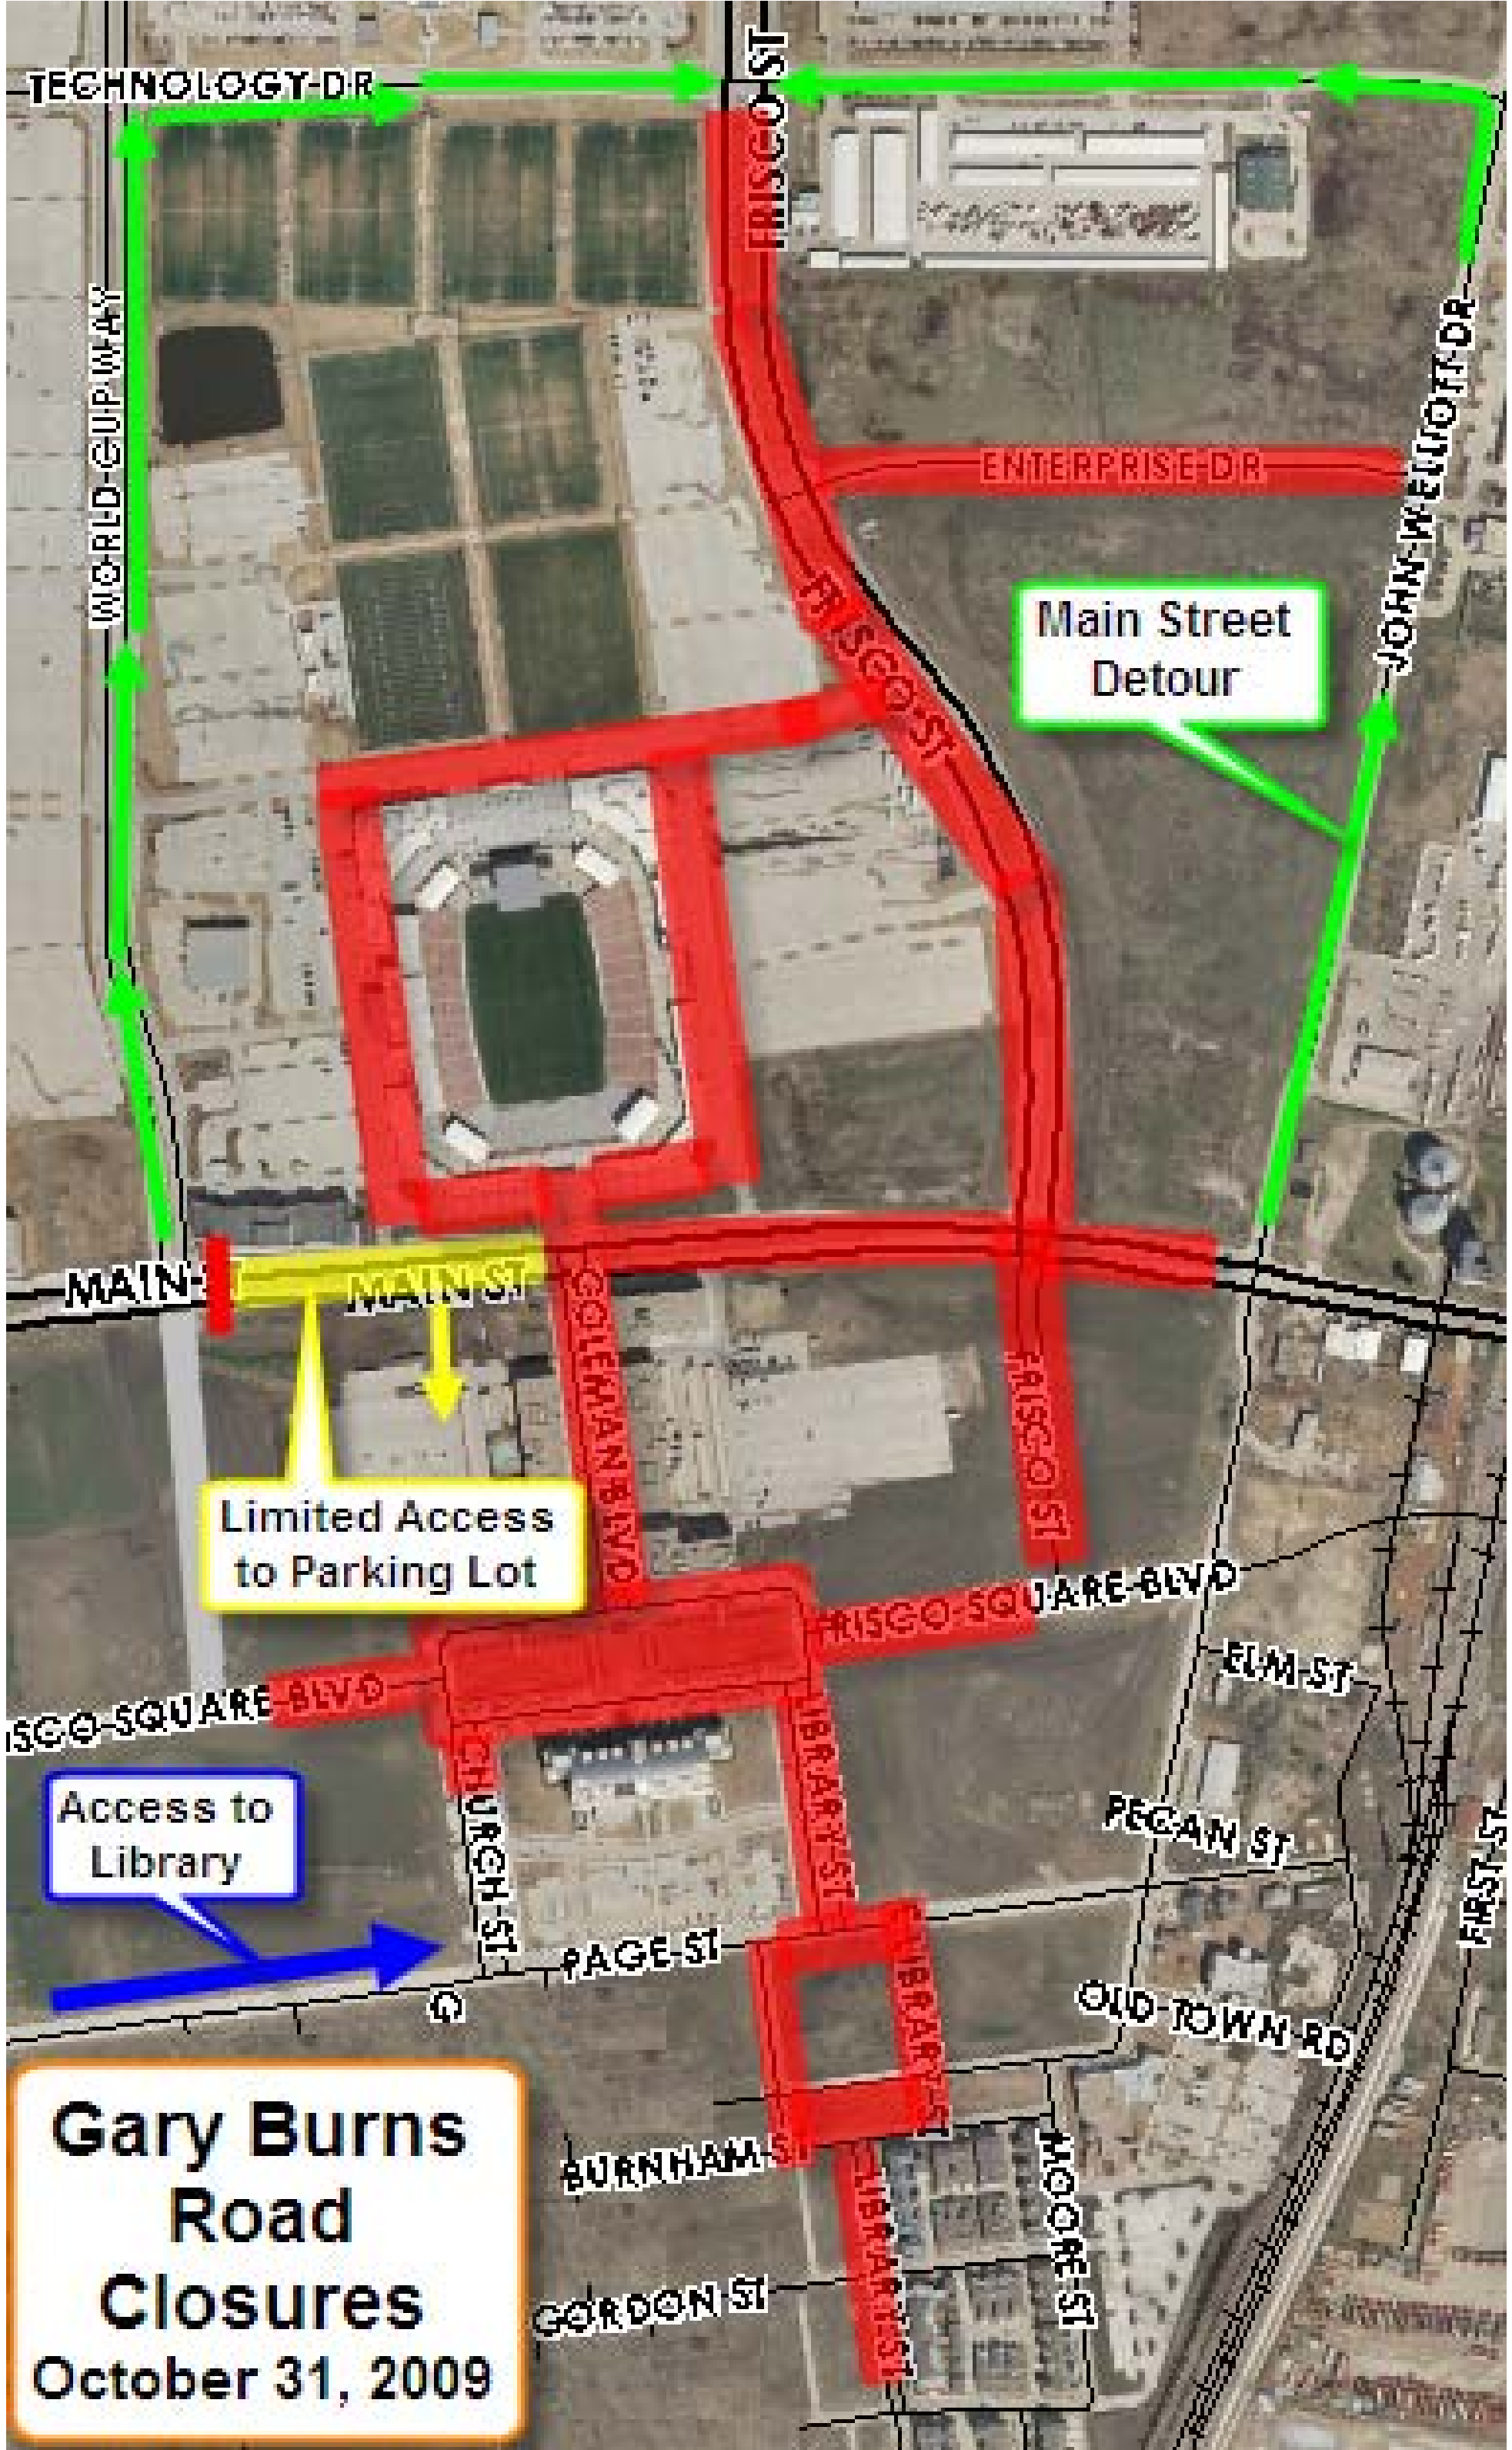 TECHNOLOGY DR
FRISCO ST
WORLD CUP WAY
ENTERPRISE DR
JOHN W ELLIOTT DR
FRISCO ST
Main Street
Detour
MAIN ST
MAIN ST
COLEMAN BLVD
FRISCO ST
Limited Access
to Parking Lot
RISCO SQUARE BLVD
ELM ST
ISCO SQUARE BLVD
CHURCH ST
LIBRARY ST
PECAN ST
FIRST ST
Access to
Library
PAGE ST
LIBRARY ST
OLD TOWN RD
Gary Burns
Road
Closures
October 31, 2009
BURNHAM ST
MOORE ST
LIBRARY ST
GORDON ST